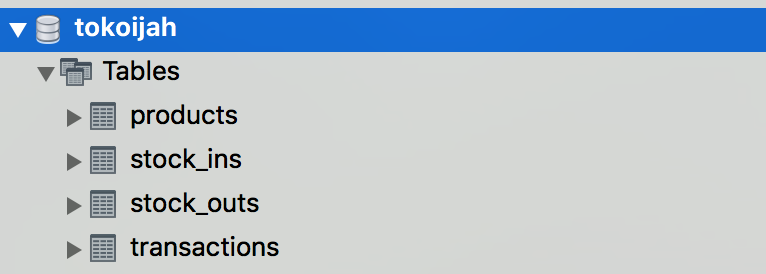 tokoijah
Tables
products
stock_ins
stock_outs
transactions